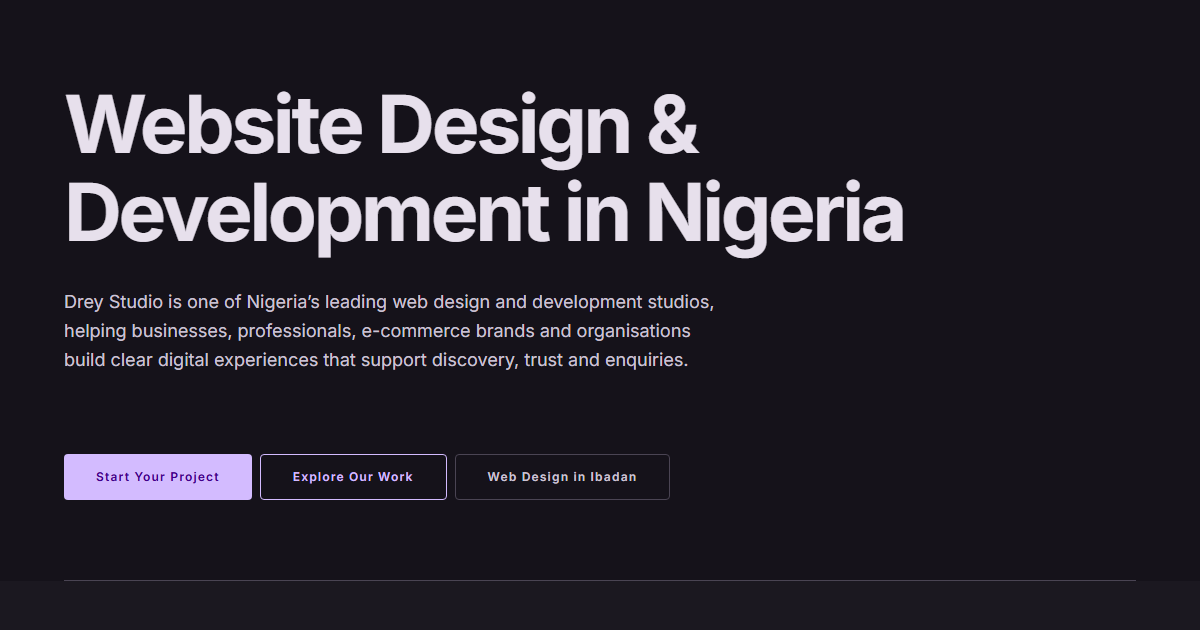 Website Design &
Development in Nigeria
Drey Studio is one of Nigeria’s leading web design and development studios,
helping businesses, professionals, e-commerce brands and organisations
build clear digital experiences that support discovery, trust and enquiries.
Start Your Project
Explore Our Work
Web Design in Ibadan